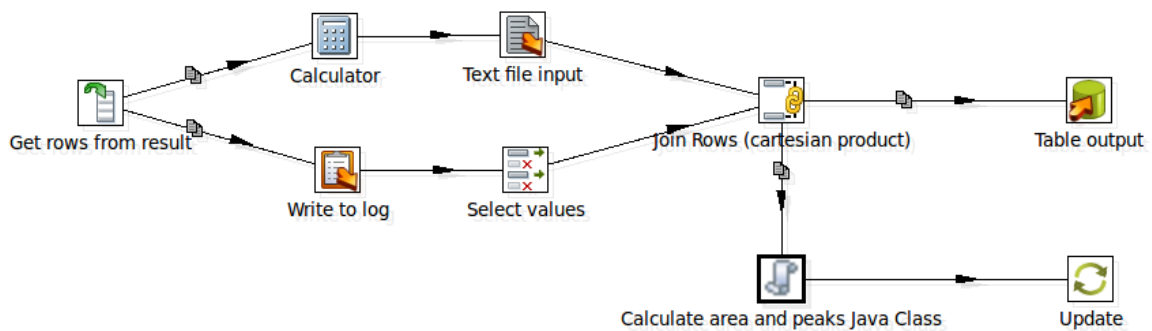 Calculator
Text file input
Get rows from result
Join Rows (cartesian product)
Table output
Write to log
Select values
Calculate area and peaks Java Class
Update